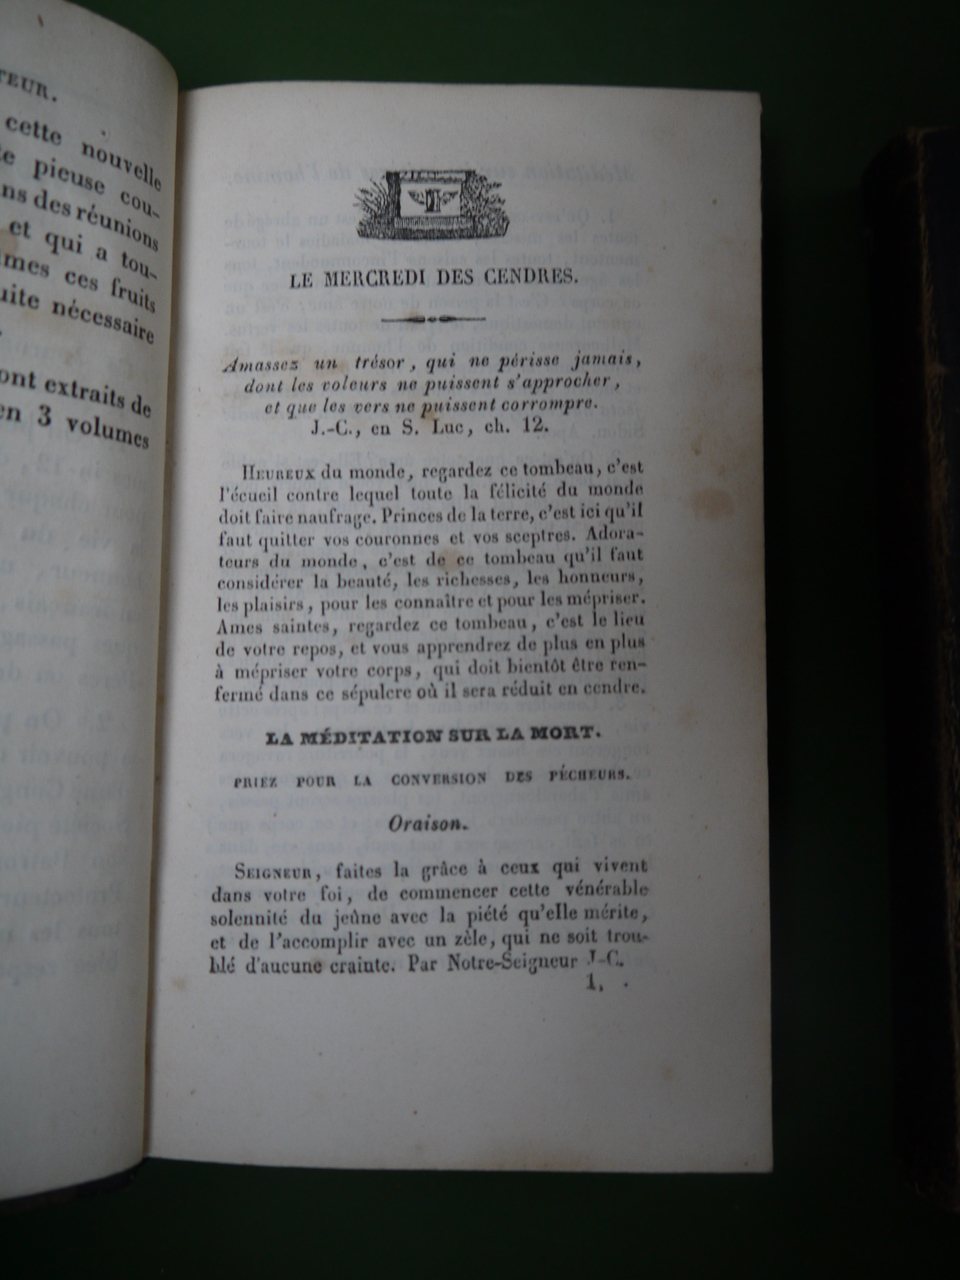 TEUR.
cette nouvelle
pieuse cou-
ns des réunions
et qui a tou-
mes ces fruits
uite nécessaire
ont extraits de
en 3 volumes
LE MERCREDI DES CENDRES.
Amassez un trésor, qui ne périsse jamais,
dont les voleurs ne puissent s'approcher,
et que les vers ne puissent corrompre.
J.-C., en S. Luc, ch. 12.
HEUREUX du monde, regardez ce tombeau, c'est
l'écueil contre lequel toute la félicité du monde
doit faire naufrage. Princes de la terre, c'est ici qu'il
faut quitter vos couronnes et vos sceptres. Adora-
teurs du monde, c'est de ce tombeau qu'il faut
considérer la beauté, les richesses, les honneurs,
les plaisirs, pour les connaître et pour les mépriser.
Ames saintes, regardez ce tombeau, c'est le lieu
de votre repos, et vous apprendrez de plus en plus
à mépriser votre corps, qui doit bientôt être ren-
fermé dans ce sépulcre où il sera réduit en cendre.
LA MÉDITATION SUR LA MORT.
PRIEZ POUR LA CONVERSION DES PÉCHEURS.
Oraison.
SEIGNEUR, faites la grâce à ceux qui vivent
dans votre foi, de commencer cette vénérable
solennité du jeûne avec la piété qu'elle mérite,
et de l'accomplir avec un zèle, qui ne soit trou-
blé d'aucune crainte. Par Notre-Seigneur J-C.
1.